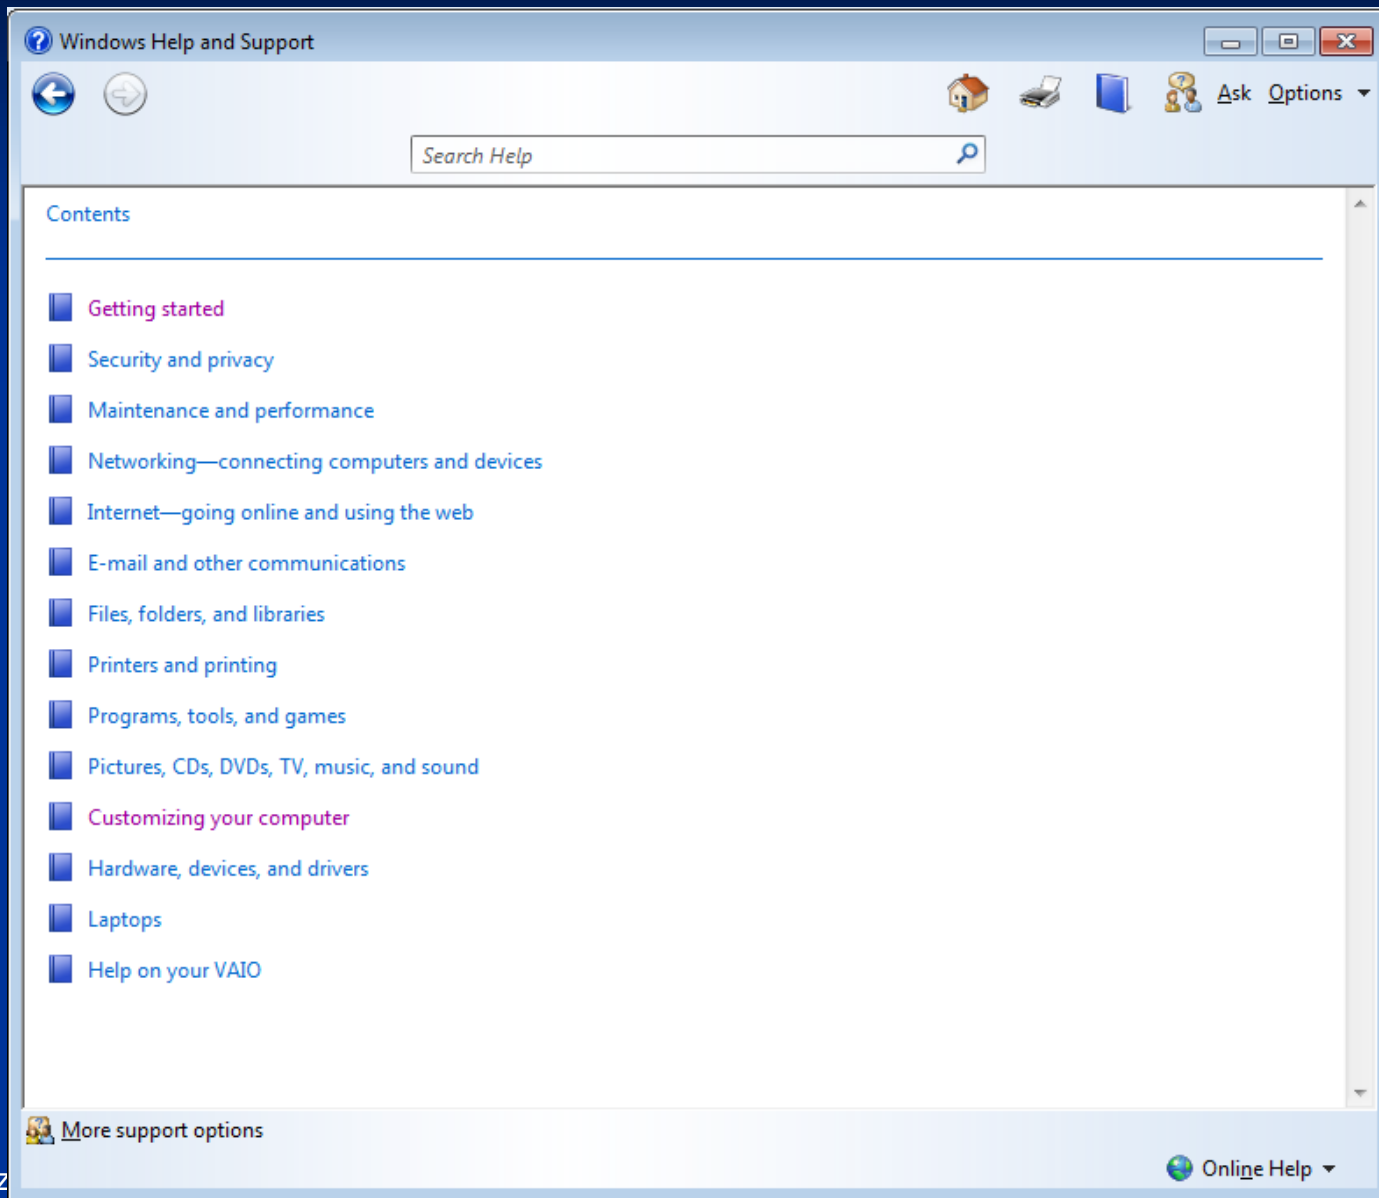 Windows Help and Support
Ask Options
Search Help
Contents
Getting started
Security and privacy
Maintenance and performance
Networking—connecting computers and devices
Internet—going online and using the web
E-mail and other communications
Files, folders, and libraries
Printers and printing
Programs, tools, and games
Pictures, CDs, DVDs, TV, music, and sound
Customizing your computer
Hardware, devices, and drivers
Laptops
Help on your VAIO
More support options
Online Help
z